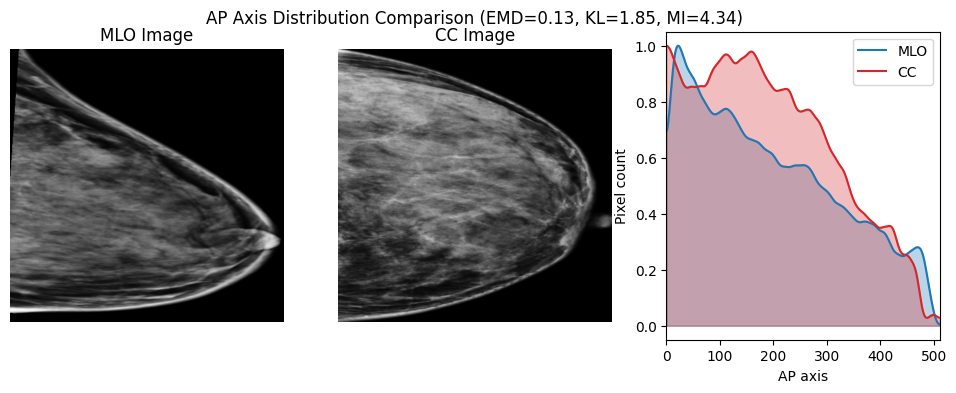 AP Axis Distribution Comparison (EMD=0.13, KL=1.85, MI=4.34)
MLO Image
CC Image
MLO
CC
Pixel count
1.0
0.8
0.6
0.4
0.2
0.0
0
100
200
300
400
500
AP axis